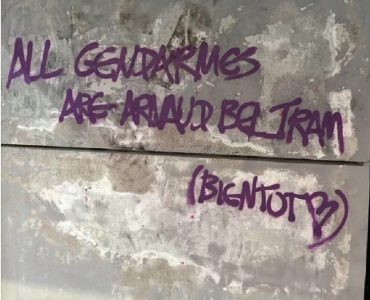 ALL GENDARMES
ARE ARNAUD BELTRAM
(BIENTOT B)